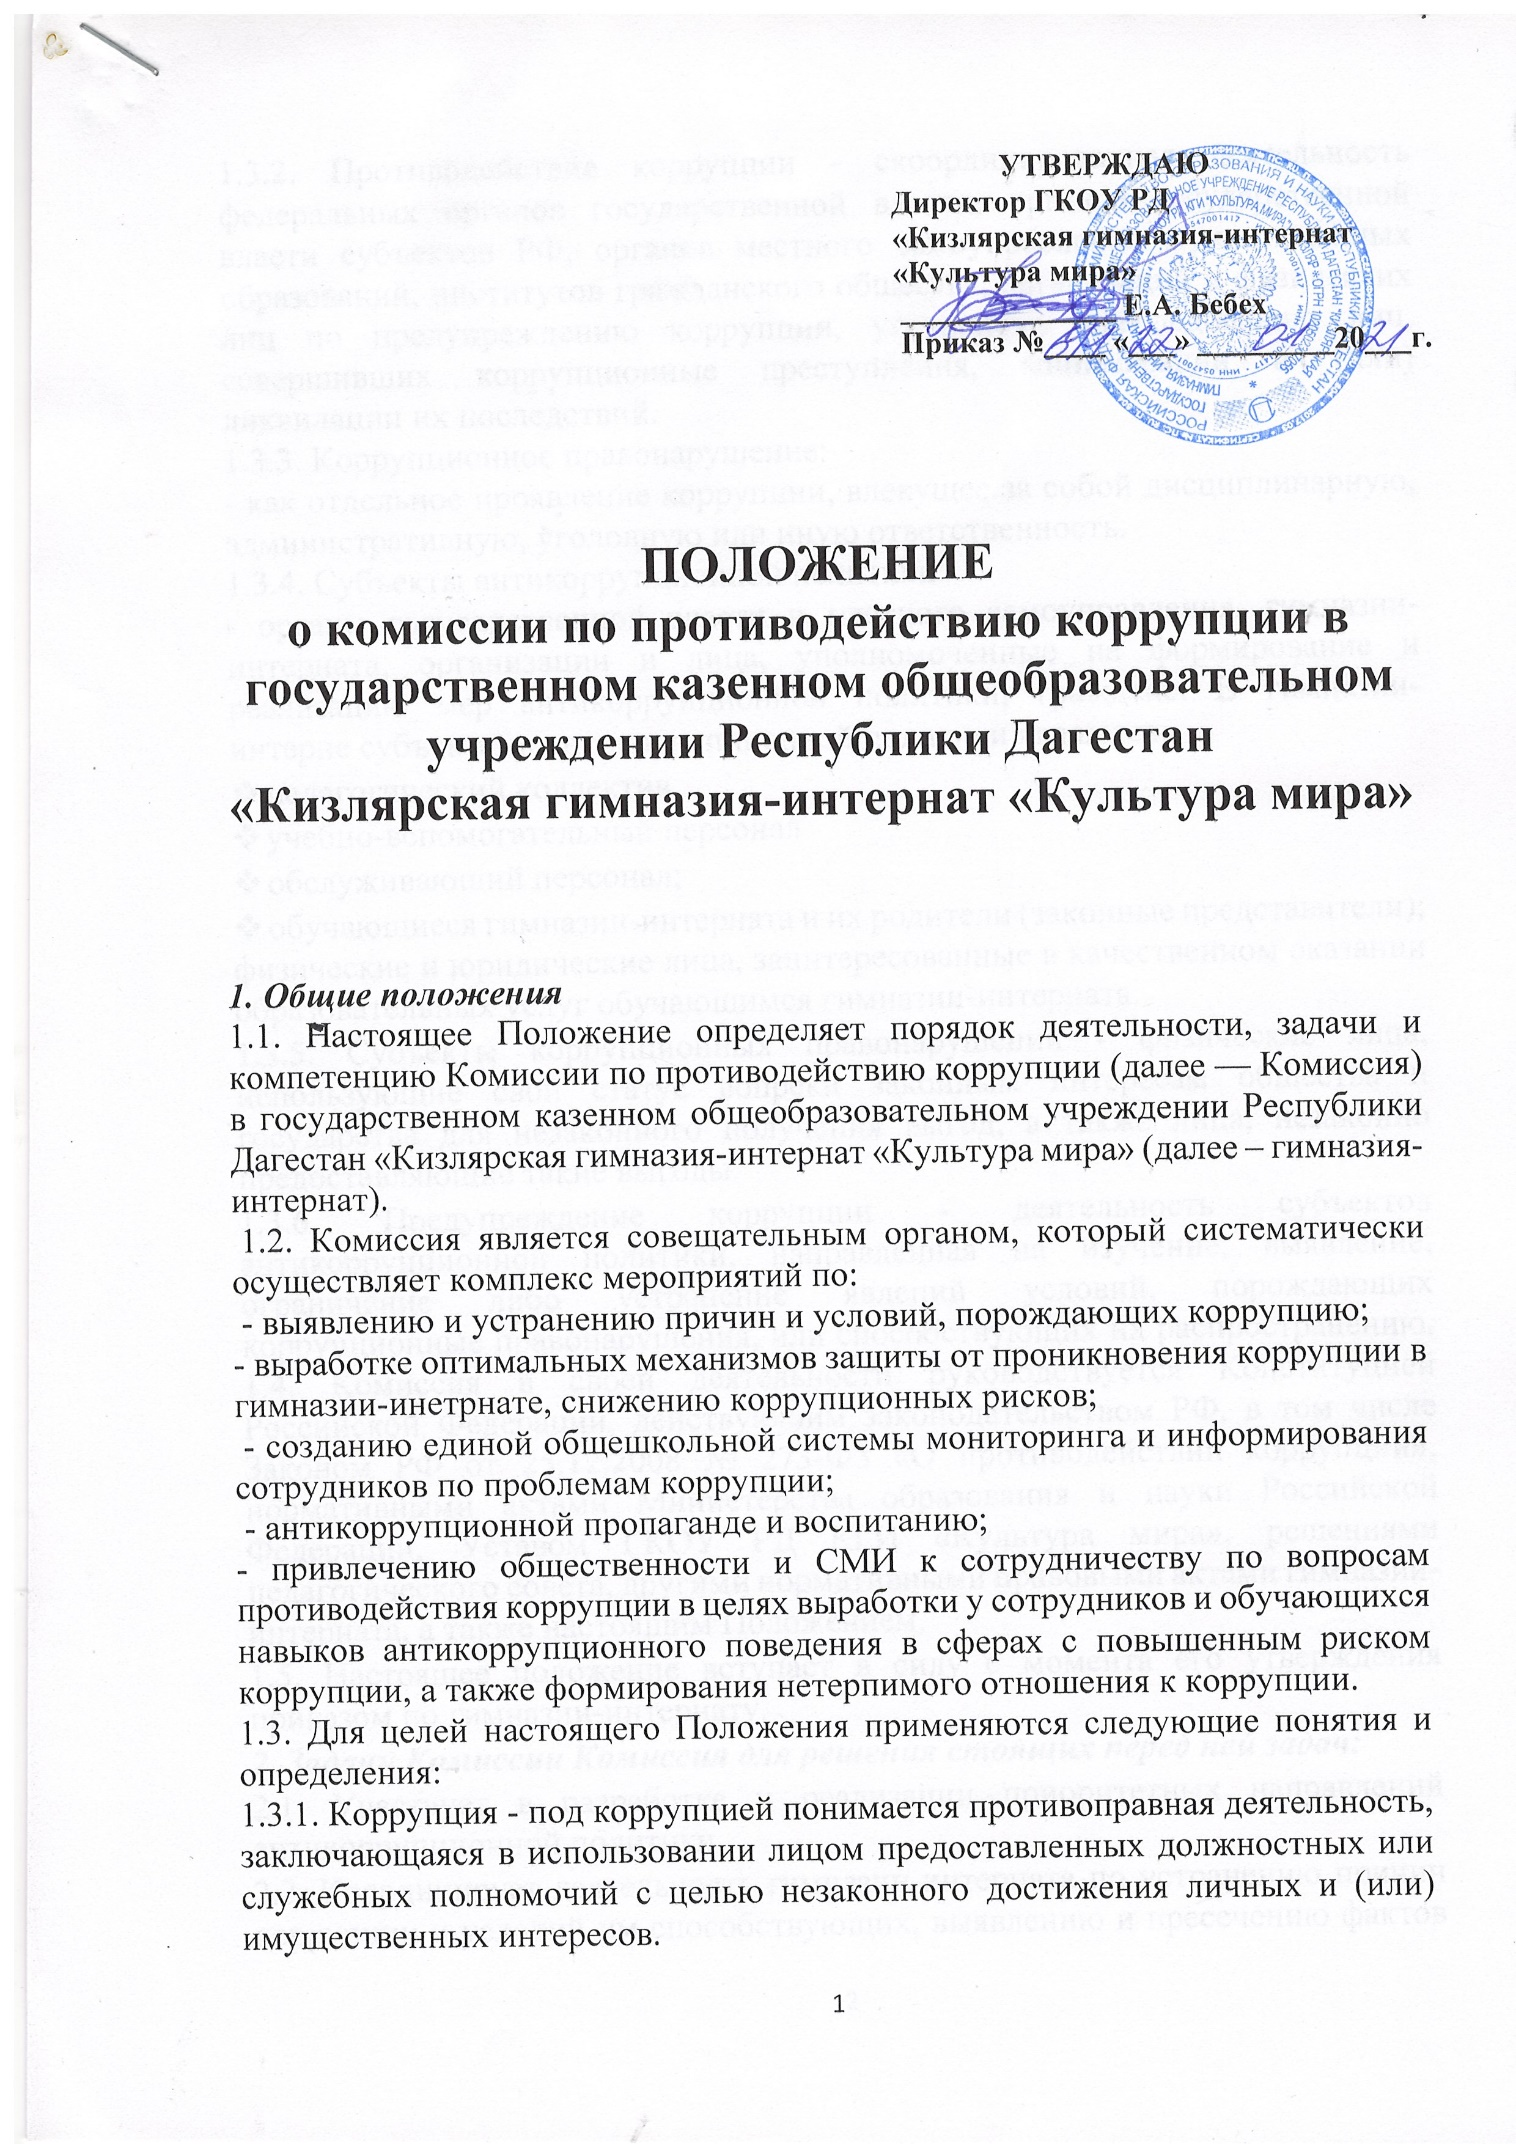 УТВЕРЖДАЮ
Директор ГКОУ РД
«Кизлярская гимназия-интернат
«Культура мира»
Е.А. Бебех
Приказ № «22» 01 2021 г.
ПОЛОЖЕНИЕ
о комиссии по противодействию коррупции в
государственном казенном общеобразовательном
учреждении Республики Дагестан
«Кизлярская гимназия-интернат «Культура мира»
1. Общие положения
1.1. Настоящее Положение определяет порядок деятельности, задачи и
компетенцию Комиссии по противодействию коррупции (далее — Комиссия)
в государственном казенном общеобразовательном учреждении Республики
Дагестан «Кизлярская гимназия-интернат «Культура мира» (далее – гимназия-
интернат).
1.2. Комиссия является совещательным органом, который систематически
осуществляет комплекс мероприятий по:
- выявлению и устранению причин и условий, порождающих коррупцию;
- выработке оптимальных механизмов защиты от проникновения коррупции в
гимназии-инетрнате, снижению коррупционных рисков;
- созданию единой общешкольной системы мониторинга и информирования
сотрудников по проблемам коррупции;
- антикоррупционной пропаганде и воспитанию;
- привлечению общественности и СМИ к сотрудничеству по вопросам
противодействия коррупции в целях выработки у сотрудников и обучающихся
навыков антикоррупционного поведения в сферах с повышенным риском
коррупции, а также формирования нетерпимого отношения к коррупции.
1.3. Для целей настоящего Положения применяются следующие понятия и
определения:
1.3.1. Коррупция - под коррупцией понимается противоправная деятельность,
заключающаяся в использовании лицом предоставленных должностных или
служебных полномочий с целью незаконного достижения личных и (или)
имущественных интересов.
1